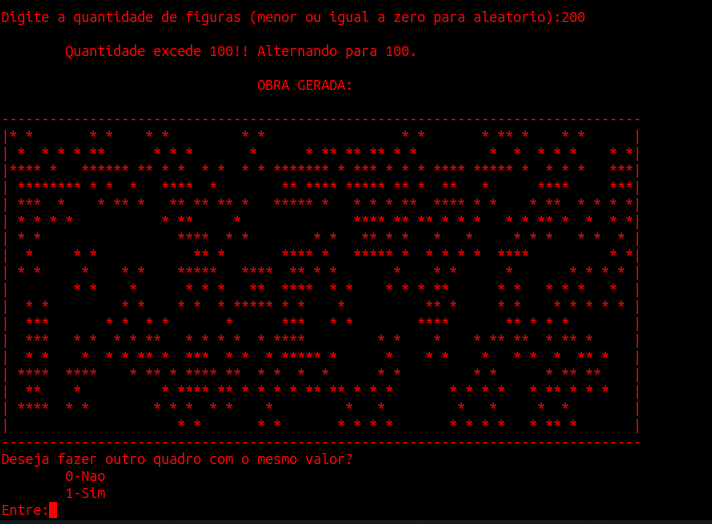 Digite a quantidade de figuras (menor ou igual a zero para aleatorio):200
Quantidade excede 100!! Alternando para 100.
OBRA GERADA:
Deseja fazer outro quadro com o mesmo valor?
0-Nao
1-Sim
Entre: